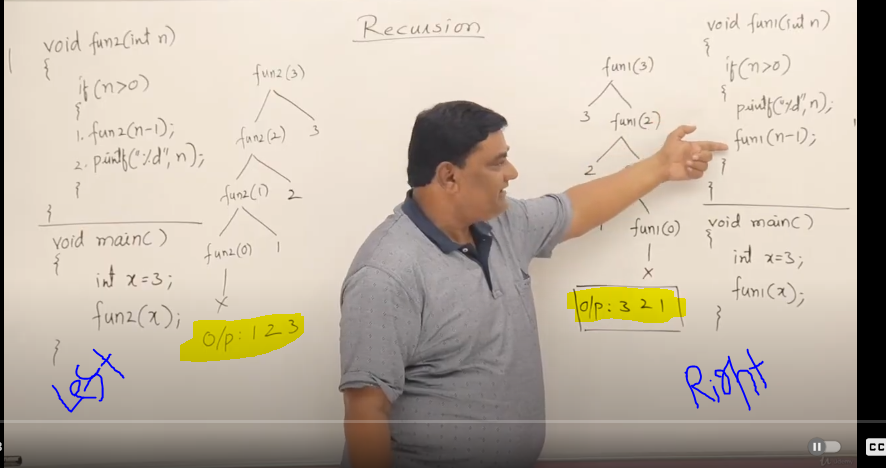 Recursion
void fun2(int n)
{
if(n>0)
{
1. fun2(n-1);
2. printf("%d", n);
}
}
void main()
{
int x=3;
fun2(x);
}
fun2(3)
fun2(2) 3
fun2(1) 2
fun2(0) 1
x
O/p: 1 2 3
Left
fun1(3)
3 fun1(2)
2
1 fun1(0)
x
O/p: 3 2 1
void fun1(int n)
{
if(n>0)
{
printf("%d", n);
fun1(n-1);
}
}
void main()
{
int x=3;
fun1(x);
}
Right
CC